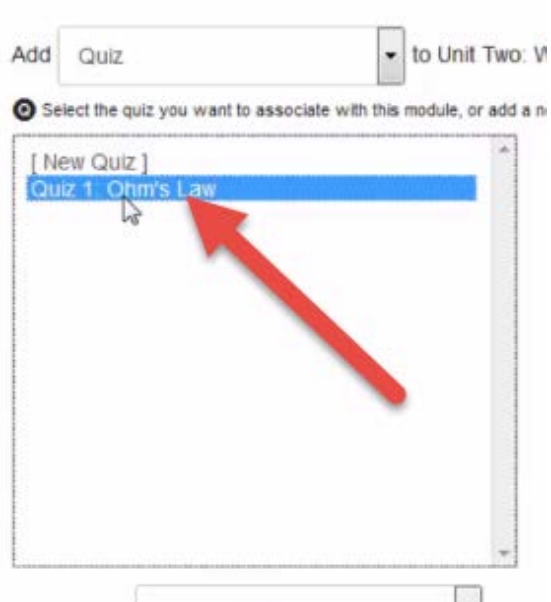 Add Quiz to Unit Two: W
Select the quiz you want to associate with this module, or add a n
[ New Quiz ]
Quiz 1: Ohm's Law